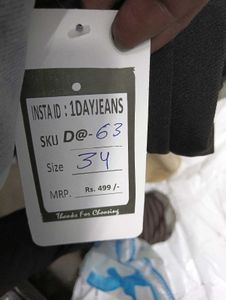 INSTA ID : 1DAYJEANS
SKU D@-63
Size 34
MRP. Rs. 499 /-
Thanks For Choosing